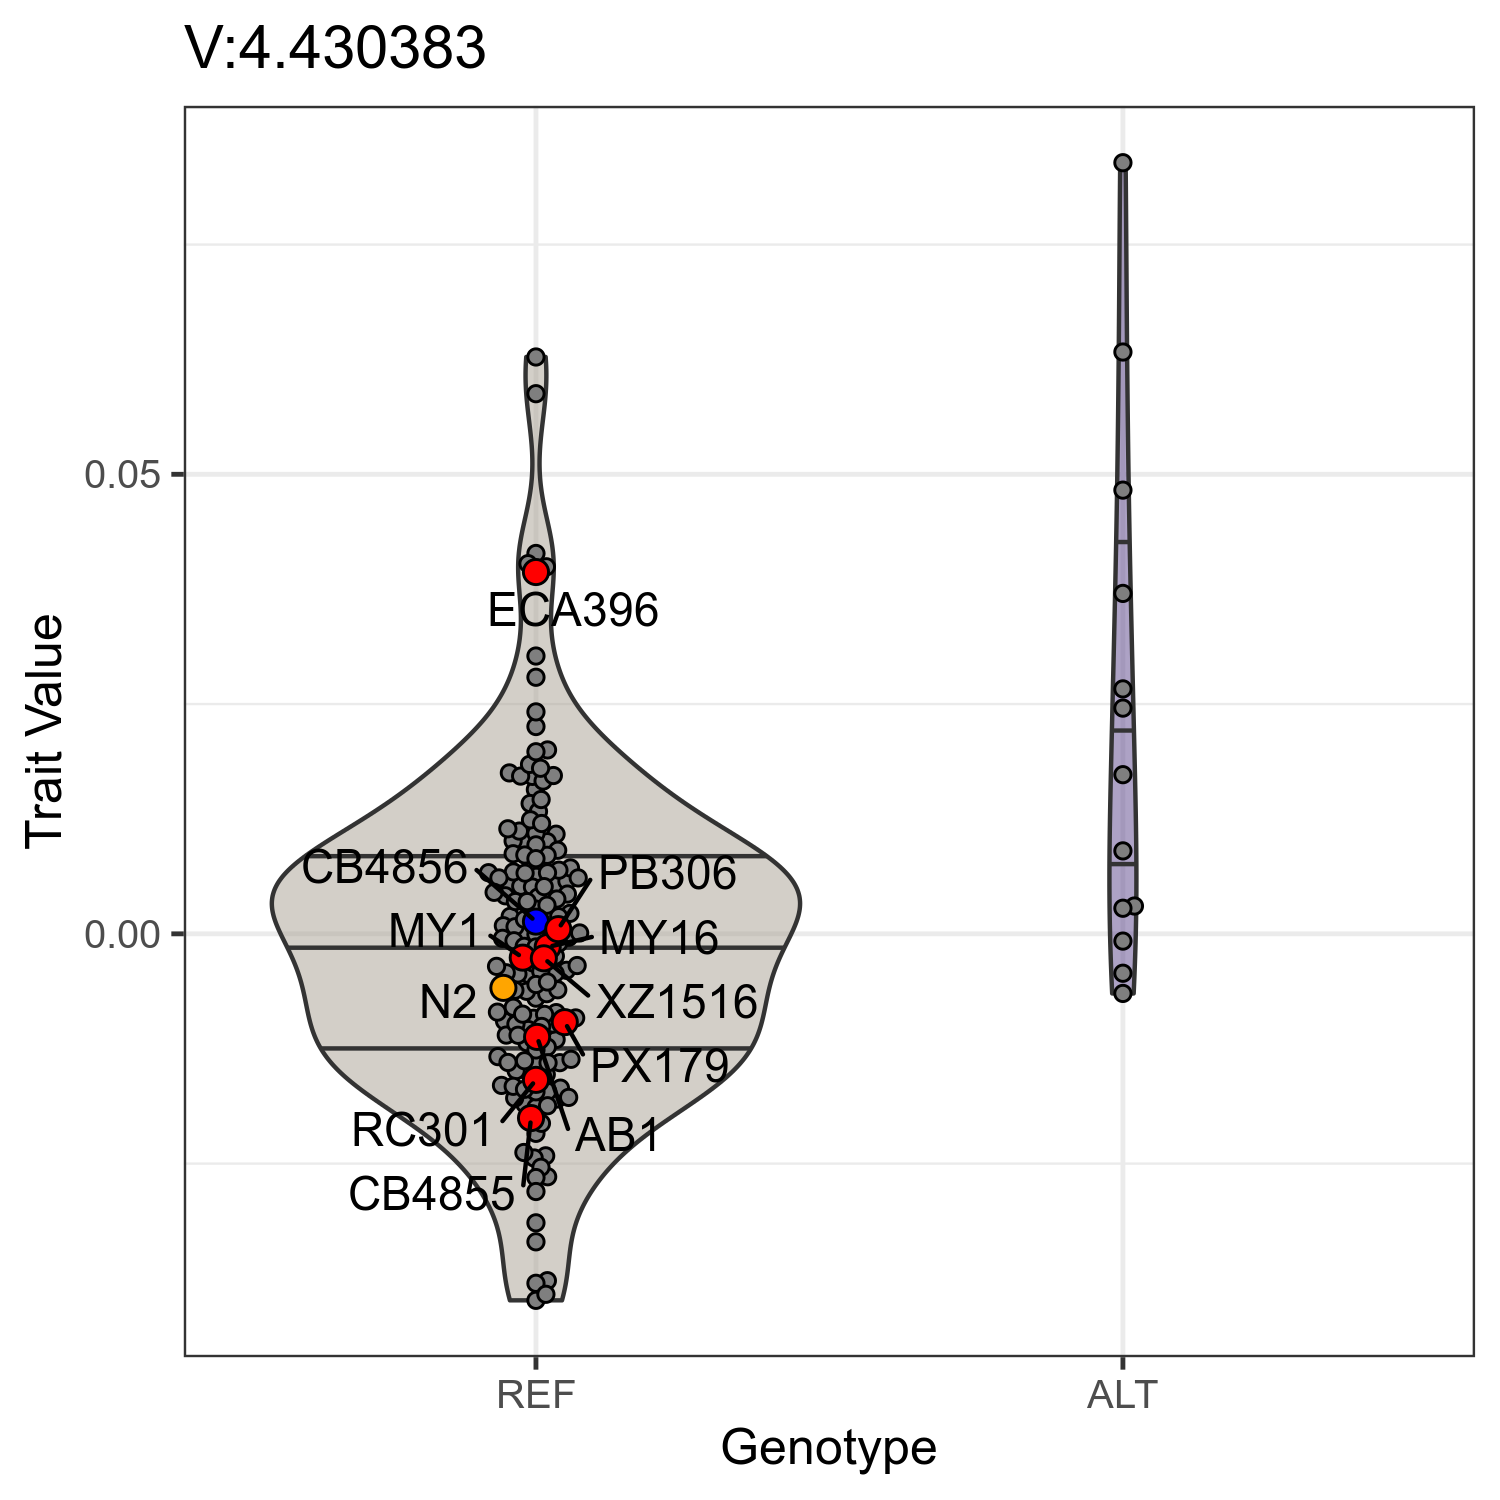 V:4.430383
0.05
0.00
Trait Value
ECA396
CB4856
PB306
MY1
MY16
N2
XZ1516
PX179
RC301
AB1
CB4855
REF
ALT
Genotype